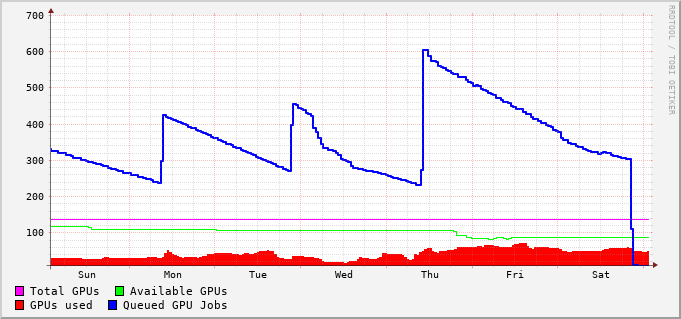 700
600
500
400
300
200
100
Sun Mon Tue Wed Thu Fri Sat
RRDTOOL / TOBI OETIKER
Total GPUs Available GPUs
GPUs used Queued GPU Jobs